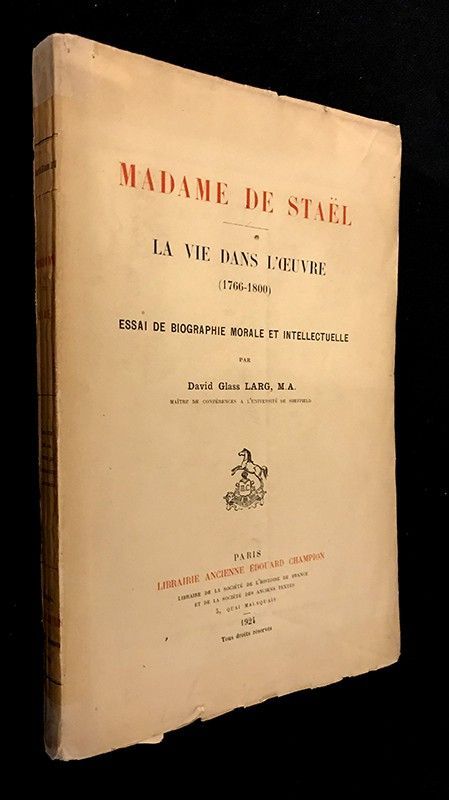 MADAME DE STAËL
LA VIE DANS L'ŒUVRE
(1766-1800)
ESSAI DE BIOGRAPHIE MORALE ET INTELLECTUELLE
PAR
David Glass LARG, M.A.
MAÎTRE DE CONFÉRENCES A L'UNIVERSITÉ DE SHEFFIELD
PARIS
LIBRAIRIE ANCIENNE ÉDOUARD CHAMPION
LIBRAIRE DE LA SOCIÉTÉ DE L'HISTOIRE DE FRANCE
ET DE LA SOCIÉTÉ DES ANCIENS TEXTES
5, QUAI MALAQUAIS
1924
Tous droits réservés